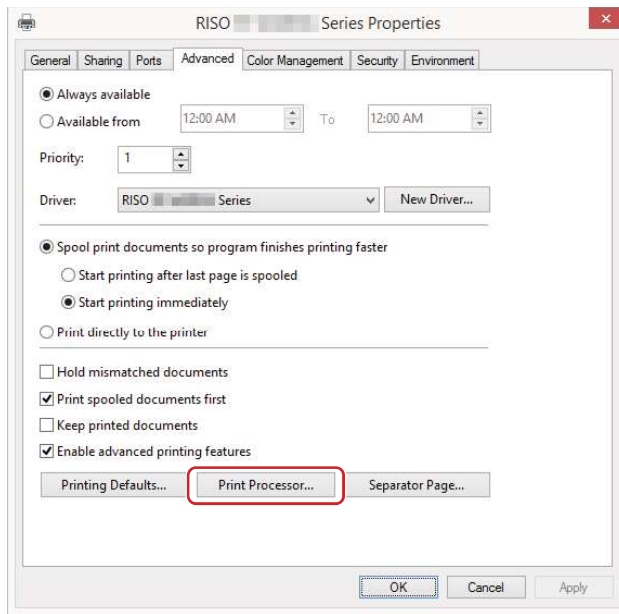 RISO Series Properties
General Sharing Ports Advanced Color Management Security Environment
Always available
Available from 12:00 AM To 12:00 AM
Priority: 1
Driver: RISO Series New Driver...
Spool print documents so program finishes printing faster
Start printing after last page is spooled
Start printing immediately
Print directly to the printer
Hold mismatched documents
Print spooled documents first
Keep printed documents
Enable advanced printing features
Printing Defaults... Print Processor... Separator Page...
OK Cancel Apply